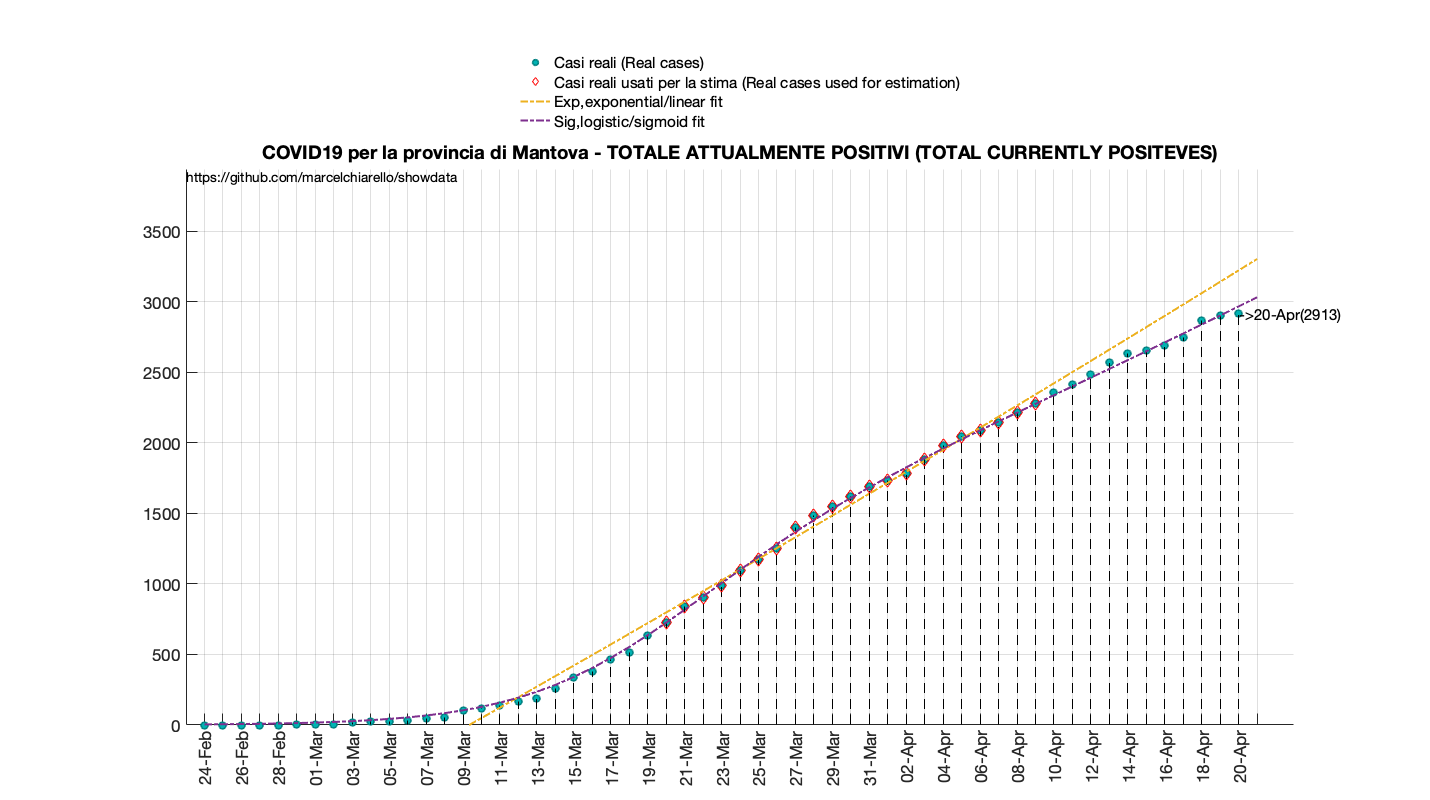 Casi reali (Real cases)
Casi reali usati per la stima (Real cases used for estimation)
Exp,exponential/linear fit
Sig,logistic/sigmoid fit
COVID19 per la provincia di Mantova - TOTALE ATTUALMENTE POSITIVI (TOTAL CURRENTLY POSITEVES)
https://github.com/marcelchiarello/showdata
3500
3000
2500
2000
1500
1000
500
0
->20-Apr(2913)
24-Feb
26-Feb
28-Feb
01-Mar
03-Mar
05-Mar
07-Mar
09-Mar
11-Mar
13-Mar
15-Mar
17-Mar
19-Mar
21-Mar
23-Mar
25-Mar
27-Mar
29-Mar
31-Mar
02-Apr
04-Apr
06-Apr
08-Apr
10-Apr
12-Apr
14-Apr
16-Apr
18-Apr
20-Apr